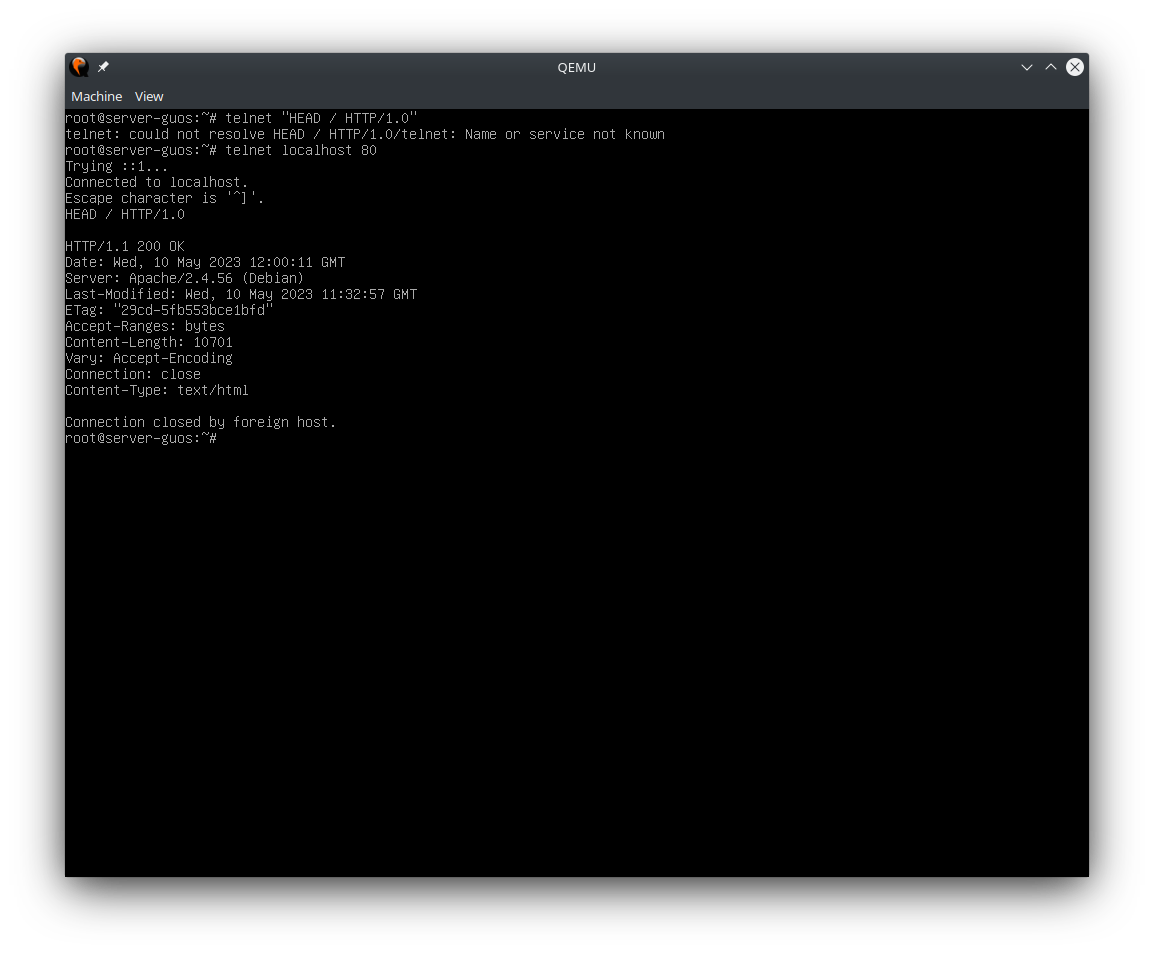 QEMU
Machine View
root@server-guos:~# telnet "HEAD / HTTP/1.0"
telnet: could not resolve HEAD / HTTP/1.0/telnet: Name or service not known
root@server-guos:~# telnet localhost 80
Trying ::1...
Connected to localhost.
Escape character is '^]'.
HEAD / HTTP/1.0
HTTP/1.1 200 OK
Date: Wed, 10 May 2023 12:00:11 GMT
Server: Apache/2.4.56 (Debian)
Last-Modified: Wed, 10 May 2023 11:32:57 GMT
ETag: "29cd-5fb553bce1bfd"
Accept-Ranges: bytes
Content-Length: 10701
Vary: Accept-Encoding
Connection: close
Content-Type: text/html
Connection closed by foreign host.
root@server-guos:~#